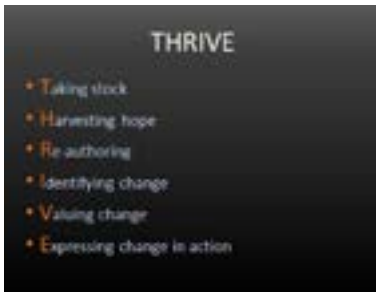 THRIVE
• Taking stock
• Harvesting hope
• Re-authoring
• Identifying change
• Valuing change
• Expressing change in action